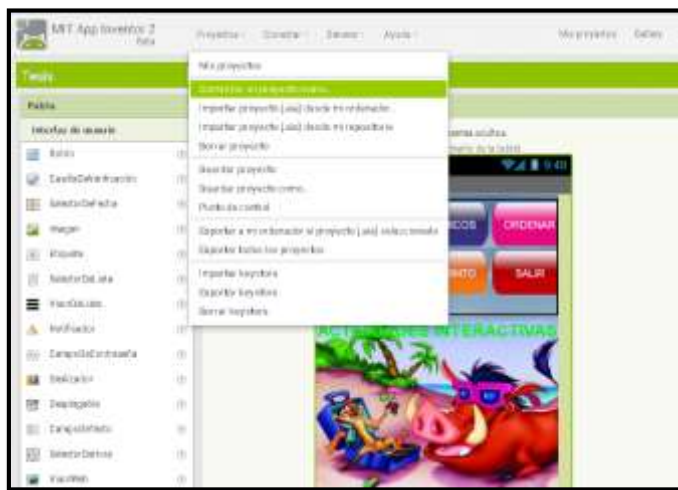 MIT App Inventor 2
Beta
Proyectos Conectar Generar Ayuda
Mis proyectos Gallery
Tesis
Paleta
Interfaz de usuario
Mis proyectos
Comenzar un proyecto nuevo...
Importar proyecto (.aia) desde mi ordenador
Importar proyecto (.aia) desde mi repositorio
Borrar proyecto
Guardar proyecto
Guardar proyecto como...
Punto de control
Exportar a mi ordenador el proyecto (.aia) seleccionado
Exportar todos los proyectos
Importar keystore
Exportar keystore
Borrar keystore
Botón
CasillaDeVerificación
SelectorDeFecha
Imagen
Etiqueta
SelectorDeLista
VisorDeLista
Notificador
CampoDeContraseña
Deslizador
Desplegable
CampoDeTexto
SelectorDeHora
VisorWeb
9:48
ORDENAR
SALIR
ACTIVIDADES INTERACTIVAS